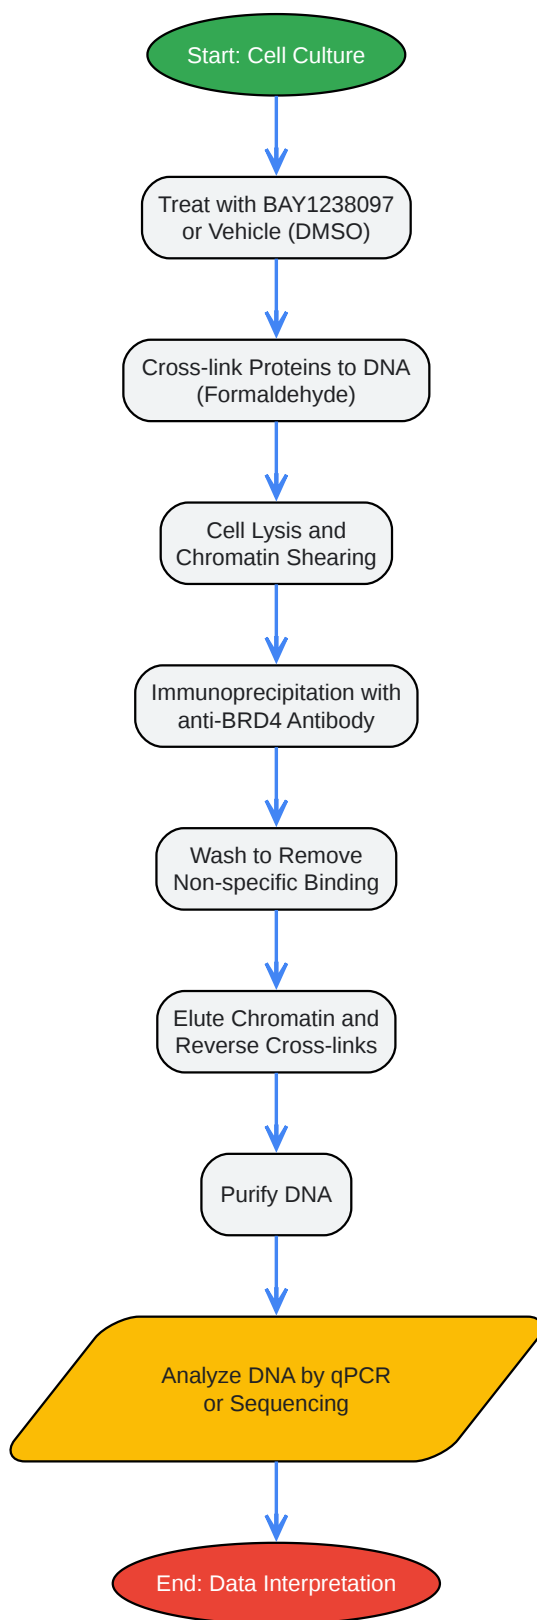 Start: Cell Culture
Treat with BAY1238097
or Vehicle (DMSO)
Cross-link Proteins to DNA
(Formaldehyde)
Cell Lysis and
Chromatin Shearing
Immunoprecipitation with
anti-BRD4 Antibody
Wash to Remove
Non-specific Binding
Elute Chromatin and
Reverse Cross-links
Purify DNA
Analyze DNA by qPCR
or Sequencing
End: Data Interpretation